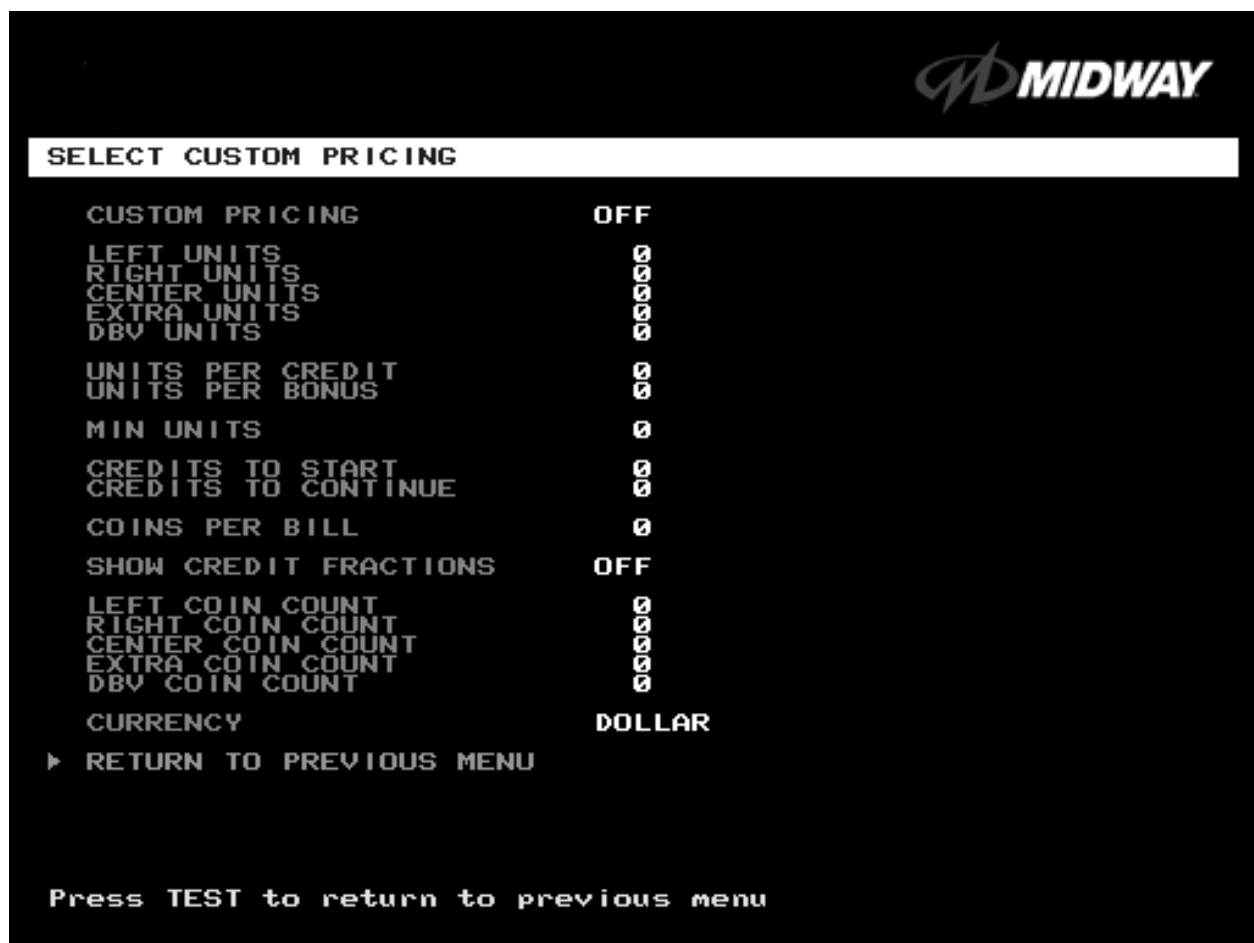 MIDWAY
SELECT CUSTOM PRICING
CUSTOM PRICING OFF
LEFT UNITS 0
RIGHT UNITS 0
CENTER UNITS 0
EXTRA UNITS 0
DBV UNITS 0
UNITS PER CREDIT 0
UNITS PER BONUS 0
MIN UNITS 0
CREDITS TO START 0
CREDITS TO CONTINUE 0
COINS PER BILL 0
SHOW CREDIT FRACTIONS OFF
LEFT COIN COUNT 0
RIGHT COIN COUNT 0
CENTER COIN COUNT 0
EXTRA COIN COUNT 0
DBV COIN COUNT 0
CURRENCY DOLLAR
RETURN TO PREVIOUS MENU
Press TEST to return to previous menu